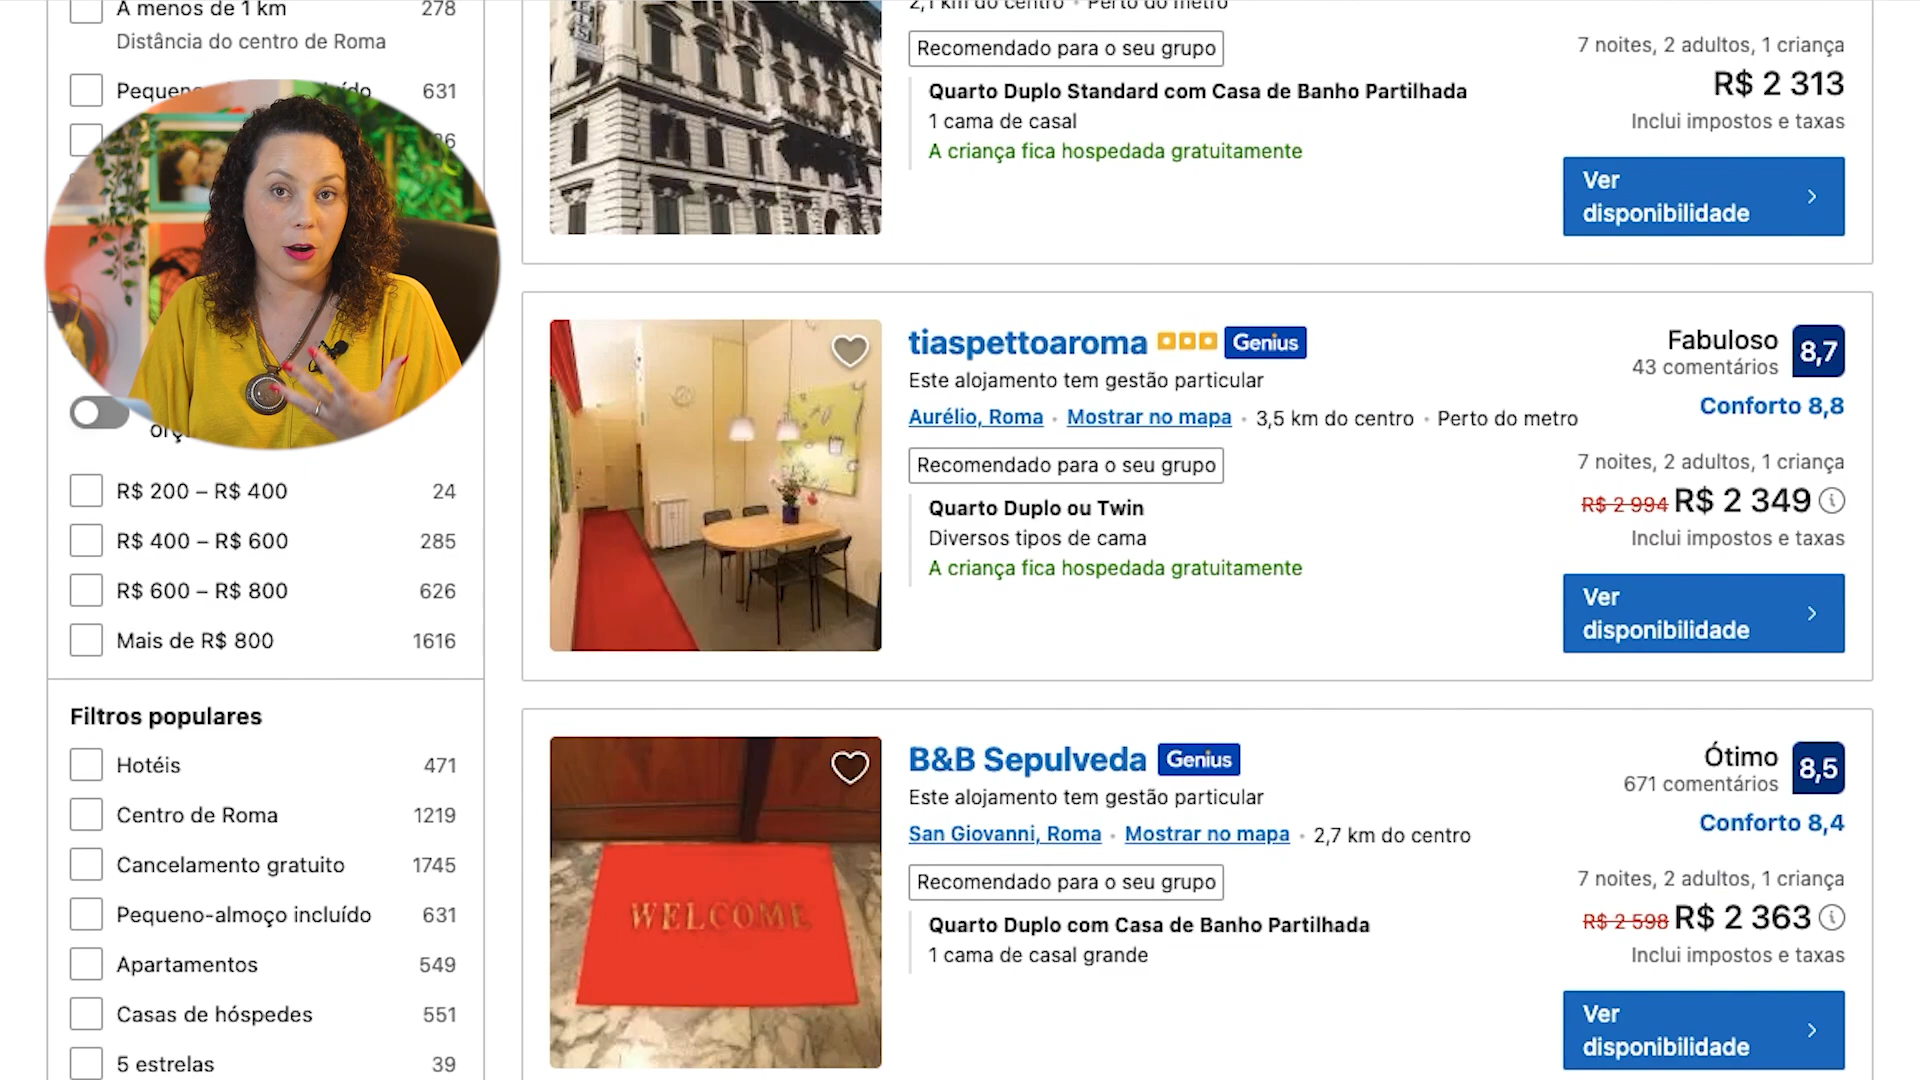 A menos de 1 km 278
Distância do centro de Roma
631
R$ 200 – R$ 400 24
R$ 400 – R$ 600 285
R$ 600 – R$ 800 626
Mais de R$ 800 1616
Filtros populares
Hotéis 471
Centro de Roma 1219
Cancelamento gratuito 1745
Pequeno-almoço incluído 631
Apartamentos 549
Casas de hóspedes 551
5 estrelas 39
2,1 km do centro · Perto do metro
Recomendado para o seu grupo
Quarto Duplo Standard com Casa de Banho Partilhada
1 cama de casal
A criança fica hospedada gratuitamente
7 noites, 2 adultos, 1 criança
R$ 2 313
Inclui impostos e taxas
Ver
disponibilidade
tiaspettoaroma Genius
Este alojamento tem gestão particular
Aurélio, Roma · Mostrar no mapa · 3,5 km do centro · Perto do metro
Recomendado para o seu grupo
Quarto Duplo ou Twin
Diversos tipos de cama
A criança fica hospedada gratuitamente
Fabuloso 8,7
43 comentários
Conforto 8,8
7 noites, 2 adultos, 1 criança
R$ 2 994 R$ 2 349
Inclui impostos e taxas
Ver
disponibilidade
WELCOME
B&B Sepulveda Genius
Este alojamento tem gestão particular
San Giovanni, Roma · Mostrar no mapa · 2,7 km do centro
Recomendado para o seu grupo
Quarto Duplo com Casa de Banho Partilhada
1 cama de casal grande
Ótimo 8,5
671 comentários
Conforto 8,4
7 noites, 2 adultos, 1 criança
R$ 2 598 R$ 2 363
Inclui impostos e taxas
Ver
disponibilidade